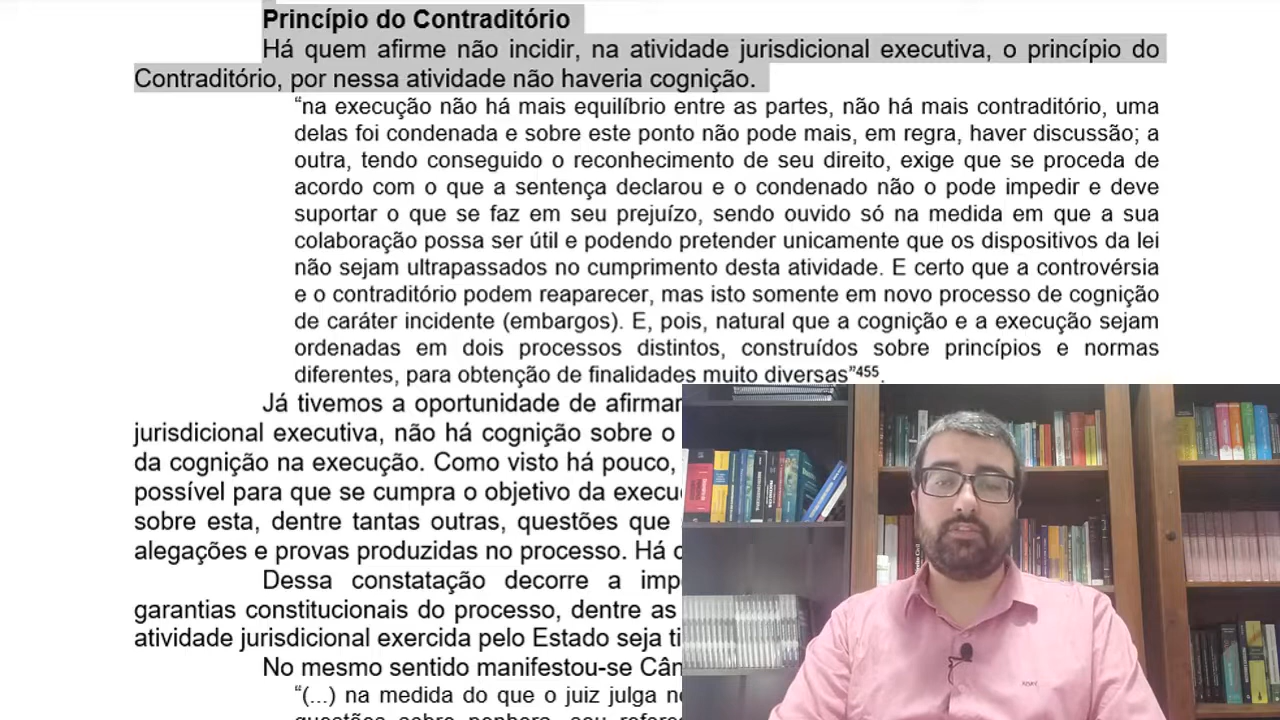 Princípio do Contraditório
Há quem afirme não incidir, na atividade jurisdicional executiva, o princípio do
Contraditório, por nessa atividade não haveria cognição.
“na execução não há mais equilíbrio entre as partes, não há mais contraditório, uma
delas foi condenada e sobre este ponto não pode mais, em regra, haver discussão; a
outra, tendo conseguido o reconhecimento de seu direito, exige que se proceda de
acordo com o que a sentença declarou e o condenado não o pode impedir e deve
suportar o que se faz em seu prejuízo, sendo ouvido só na medida em que a sua
colaboração possa ser útil e podendo pretender unicamente que os dispositivos da lei
não sejam ultrapassados no cumprimento desta atividade. E certo que a controvérsia
e o contraditório podem reaparecer, mas isto somente em novo processo de cognição
de caráter incidente (embargos). E, pois, natural que a cognição e a execução sejam
ordenadas em dois processos distintos, construídos sobre princípios e normas
diferentes, para obtenção de finalidades muito diversas”455.
Já tivemos a oportunidade de afirmar
jurisdicional executiva, não há cognição sobre o
da cognição na execução. Como visto há pouco,
possível para que se cumpra o objetivo da
sobre esta, dentre tantas outras, questões que
alegações e provas produzidas no processo. Há
Dessa constatação decorre a
garantias constitucionais do processo, dentre as
atividade jurisdicional exercida pelo Estado seja
No mesmo sentido manifestou-se
“(...) na medida do que o juiz julga